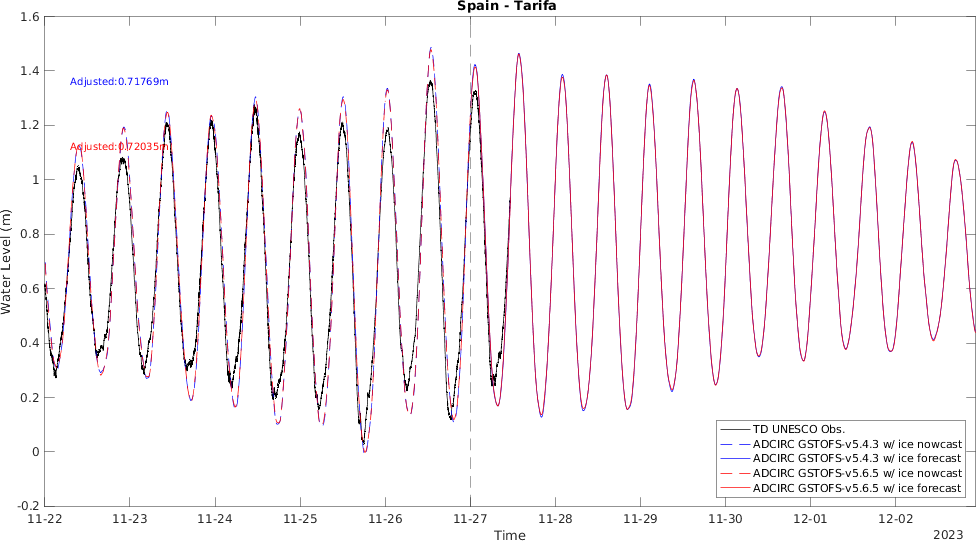 Spain - Tarifa
1.6
1.4
1.2
1
0.8
0.6
0.4
0.2
0
-0.2
Water Level (m)
Adjusted:0.71769m
Adjusted:0.72035m
TD UNESCO Obs.
ADCIRC GSTOFS-v5.4.3 w/ ice nowcast
ADCIRC GSTOFS-v5.4.3 w/ ice forecast
ADCIRC GSTOFS-v5.6.5 w/ ice nowcast
ADCIRC GSTOFS-v5.6.5 w/ ice forecast
11-22 11-23 11-24 11-25 11-26 11-27 11-28 11-29 11-30 12-01 12-02
Time
2023